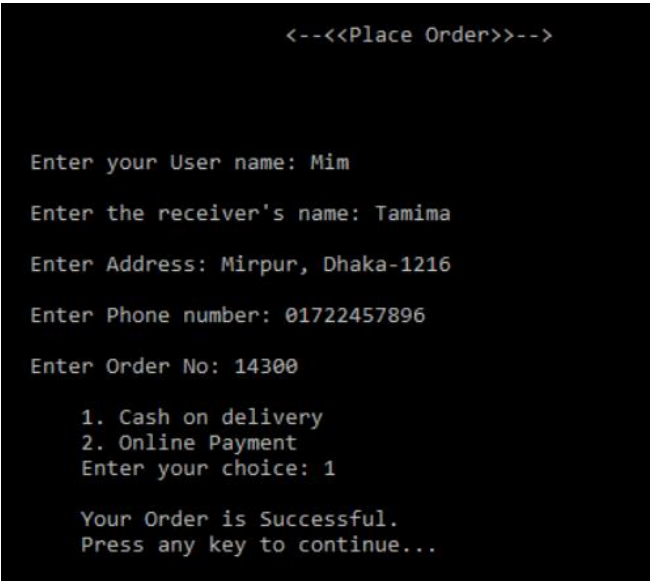 <--<<Place Order>>-->
Enter your User name: Mim
Enter the receiver's name: Tamima
Enter Address: Mirpur, Dhaka-1216
Enter Phone number: 01722457896
Enter Order No: 14300
1. Cash on delivery
2. Online Payment
Enter your choice: 1
Your Order is Successful.
Press any key to continue...